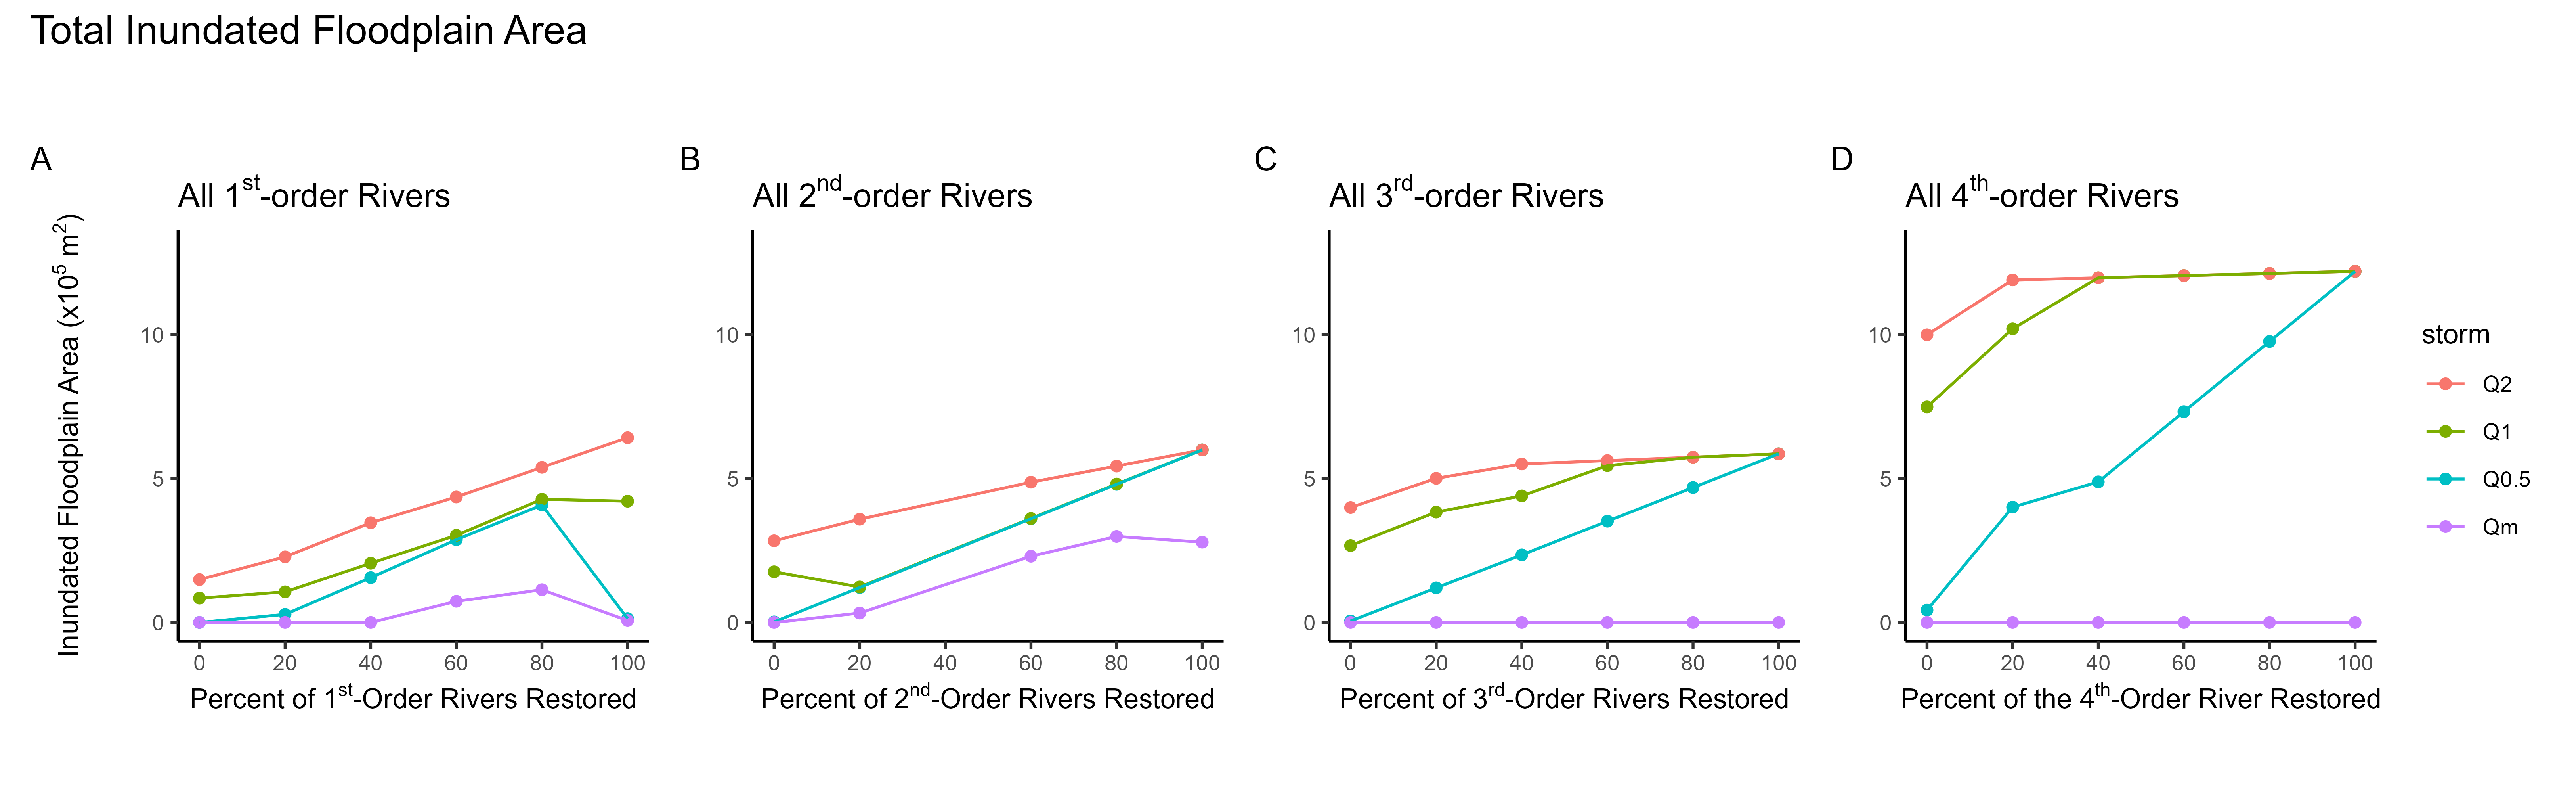 Total Inundated Floodplain Area
A
All 1st-order Rivers
Inundated Floodplain Area (x10^5 m^2)
10
5
0
0 20 40 60 80 100
Percent of 1st-Order Rivers Restored
B
All 2nd-order Rivers
10
5
0
0 20 40 60 80 100
Percent of 2nd-Order Rivers Restored
C
All 3rd-order Rivers
10
5
0
0 20 40 60 80 100
Percent of 3rd-Order Rivers Restored
D
All 4th-order Rivers
10
5
0
0 20 40 60 80 100
Percent of the 4th-Order River Restored
storm
Q2
Q1
Q0.5
Qm